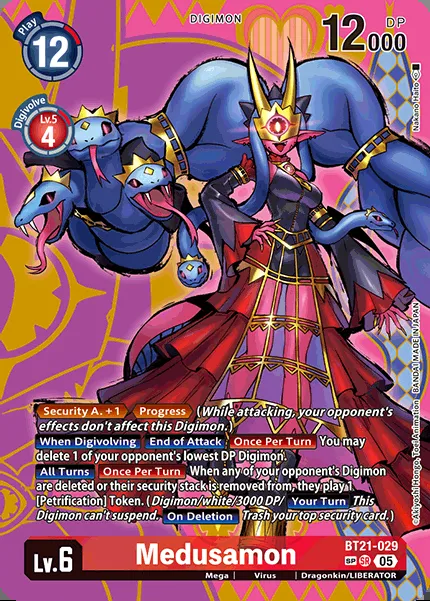 DIGIMON
Play
12
DP
12000
Digivolve
Lv.5
4
Nakano Haito
Security A. +1 Progress (While attacking, your opponent's
effects don't affect this Digimon.)
When Digivolving End of Attack Once Per Turn You may
delete 1 of your opponent's lowest DP Digimon.
All Turns Once Per Turn When any of your opponent's Digimon
are deleted or their security stack is removed from, they play 1
[Petrification] Token. (Digimon/white/3000 DP/ Your Turn This
Digimon can't suspend. On Deletion Trash your top security card.)
©Akiyoshi Hongo, Toei Animation BANDAI MADE IN JAPAN
Lv.6
Medusamon
BT21-029
SP SR 05
Mega | Virus | Dragonkin/LIBERATOR